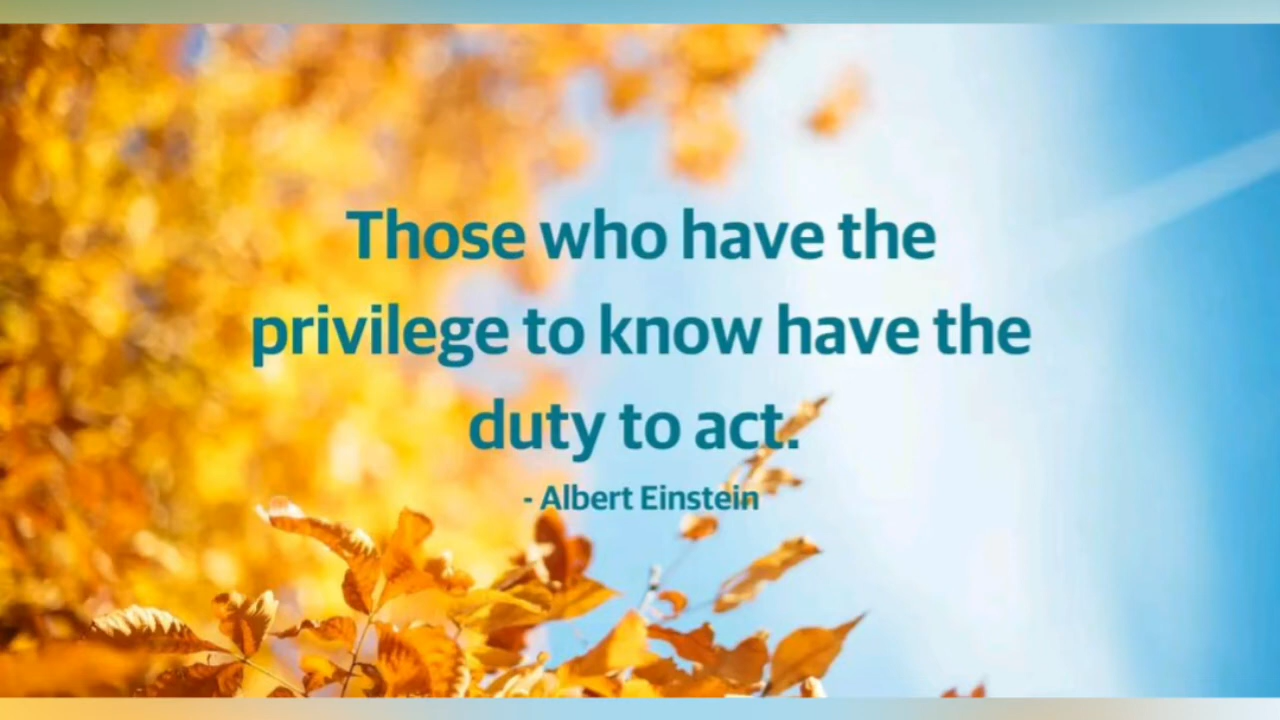 Those who have the
privilege to know have the
duty to act.
- Albert Einstein